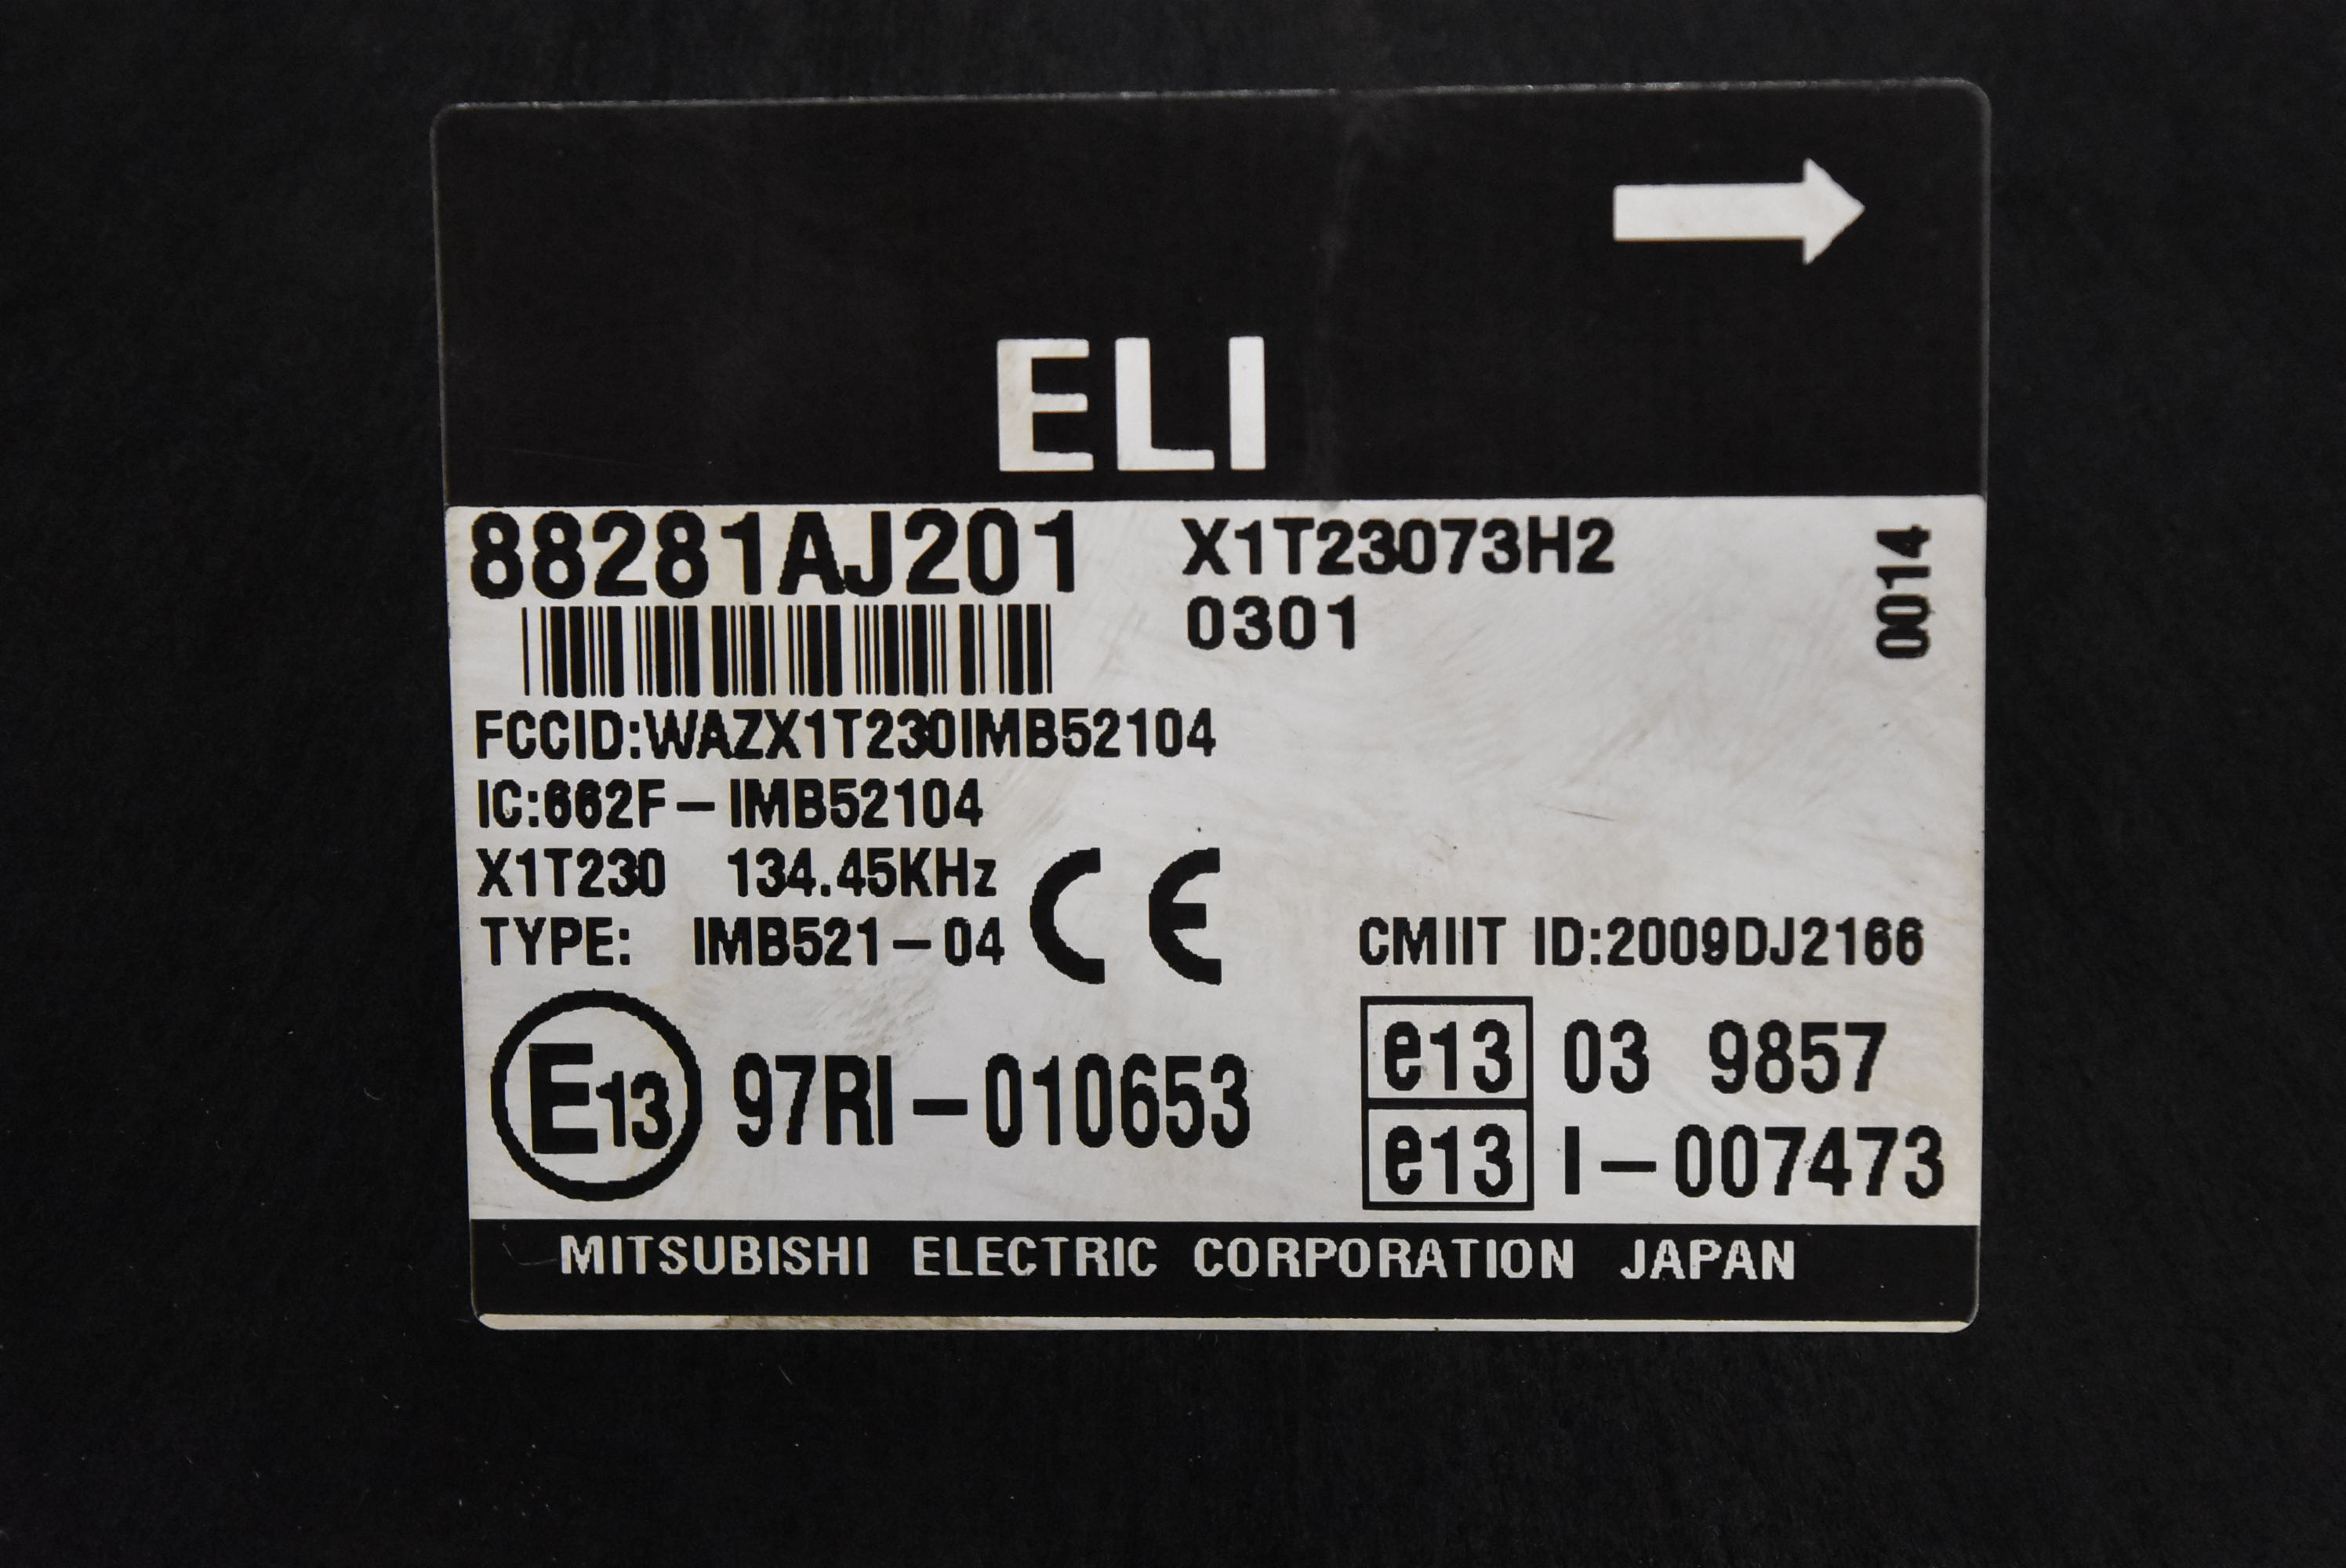 ELI
88281AJ201 X1T23073H2
0301
0014
FCCID:WAZX1T230IMB52104
IC:662F-IMB52104
X1T230 134.45KHz
CE
TYPE: IMB521-04
CMIIT ID:2009DJ2166
E13 97RI-010653
e13 03 9857
e13 I-007473
MITSUBISHI ELECTRIC CORPORATION JAPAN